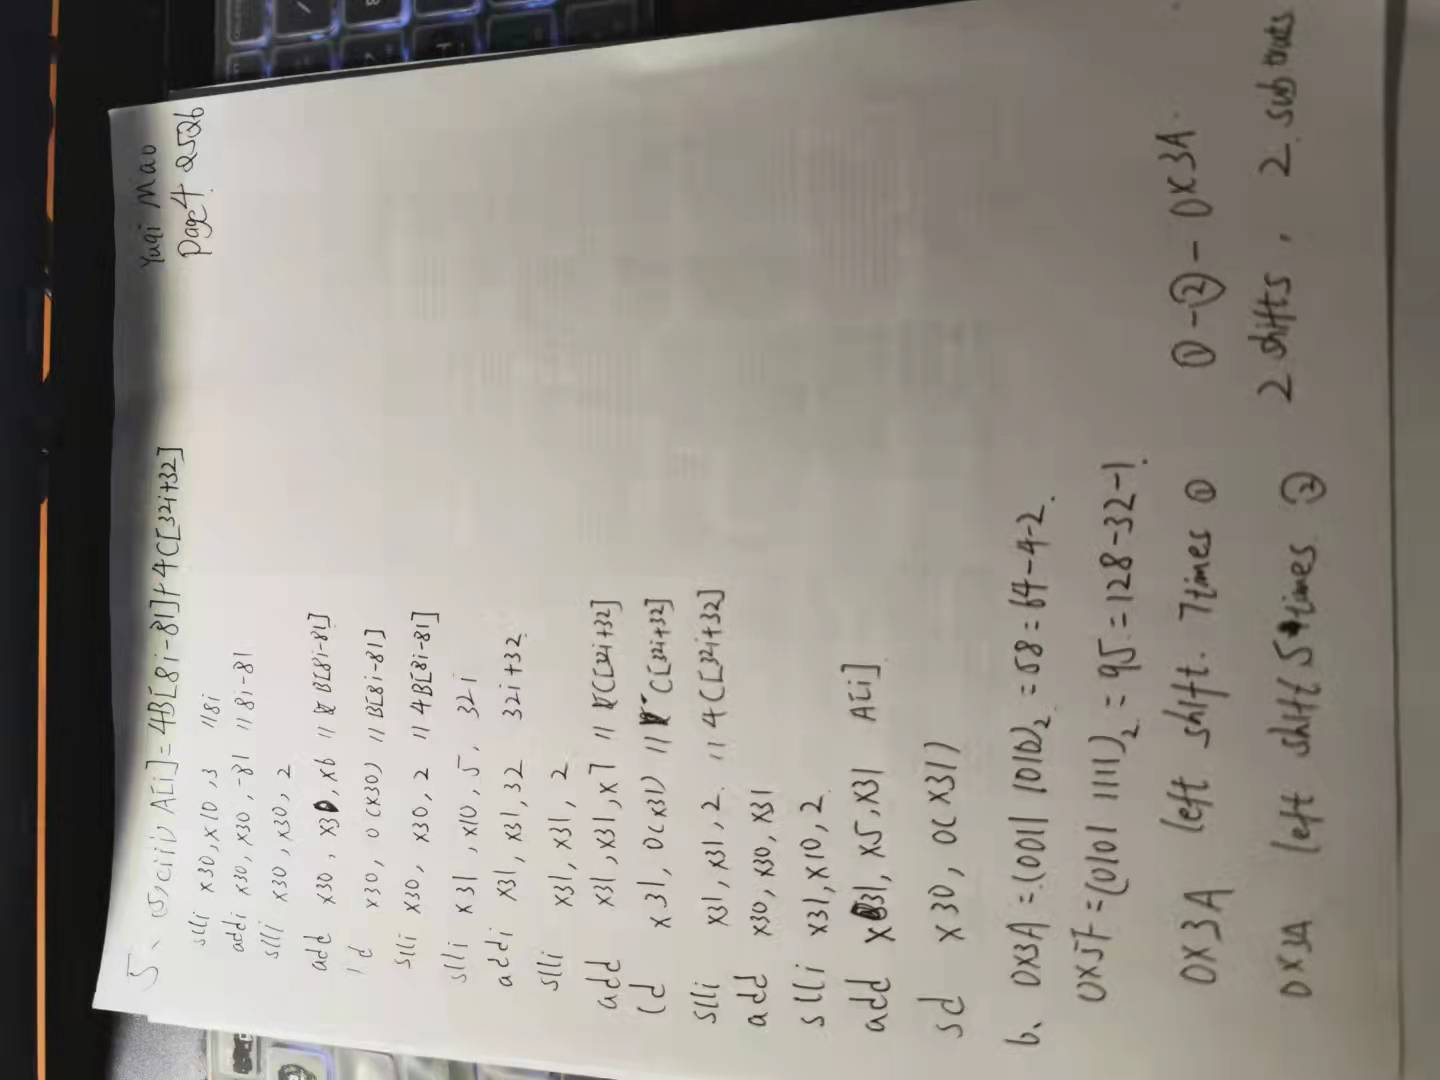 Yuqi Mao
Page 4 2526
5、(5)(ii) A[i]=4B[8i-81]+4C[32i+32]
slli x30,x10,3 //8i
addi x30,x30,-81 //8i-81
slli x30,x30,2
add x30,x30,x6 // B[8i-81]
ld x30,0(x30) // B[8i-81]
slli x30,x30,2 // 4B[8i-81]
slli x31,x10,5, 32i
addi x31,x31,32 32i+32
slli x31,x31,2
add x31,x31,x7 // C[32i+32]
ld x31,0(x31) // C[32i+32]
slli x31,x31,2. // 4C[32i+32]
add x30,x30,x31
slli x31,x10,2
add x31,x5,x31 A[i]
sd x30,0(x31)
6、0x3A=(0011 1010)2=58=64-4-2.
0x5F=(0101 1111)2=95=128-32-1.
0x3A left shift. 7times ① ①-②-0x3A.
0x3A left shift 5 times ② 2 shifts, 2 subtrats